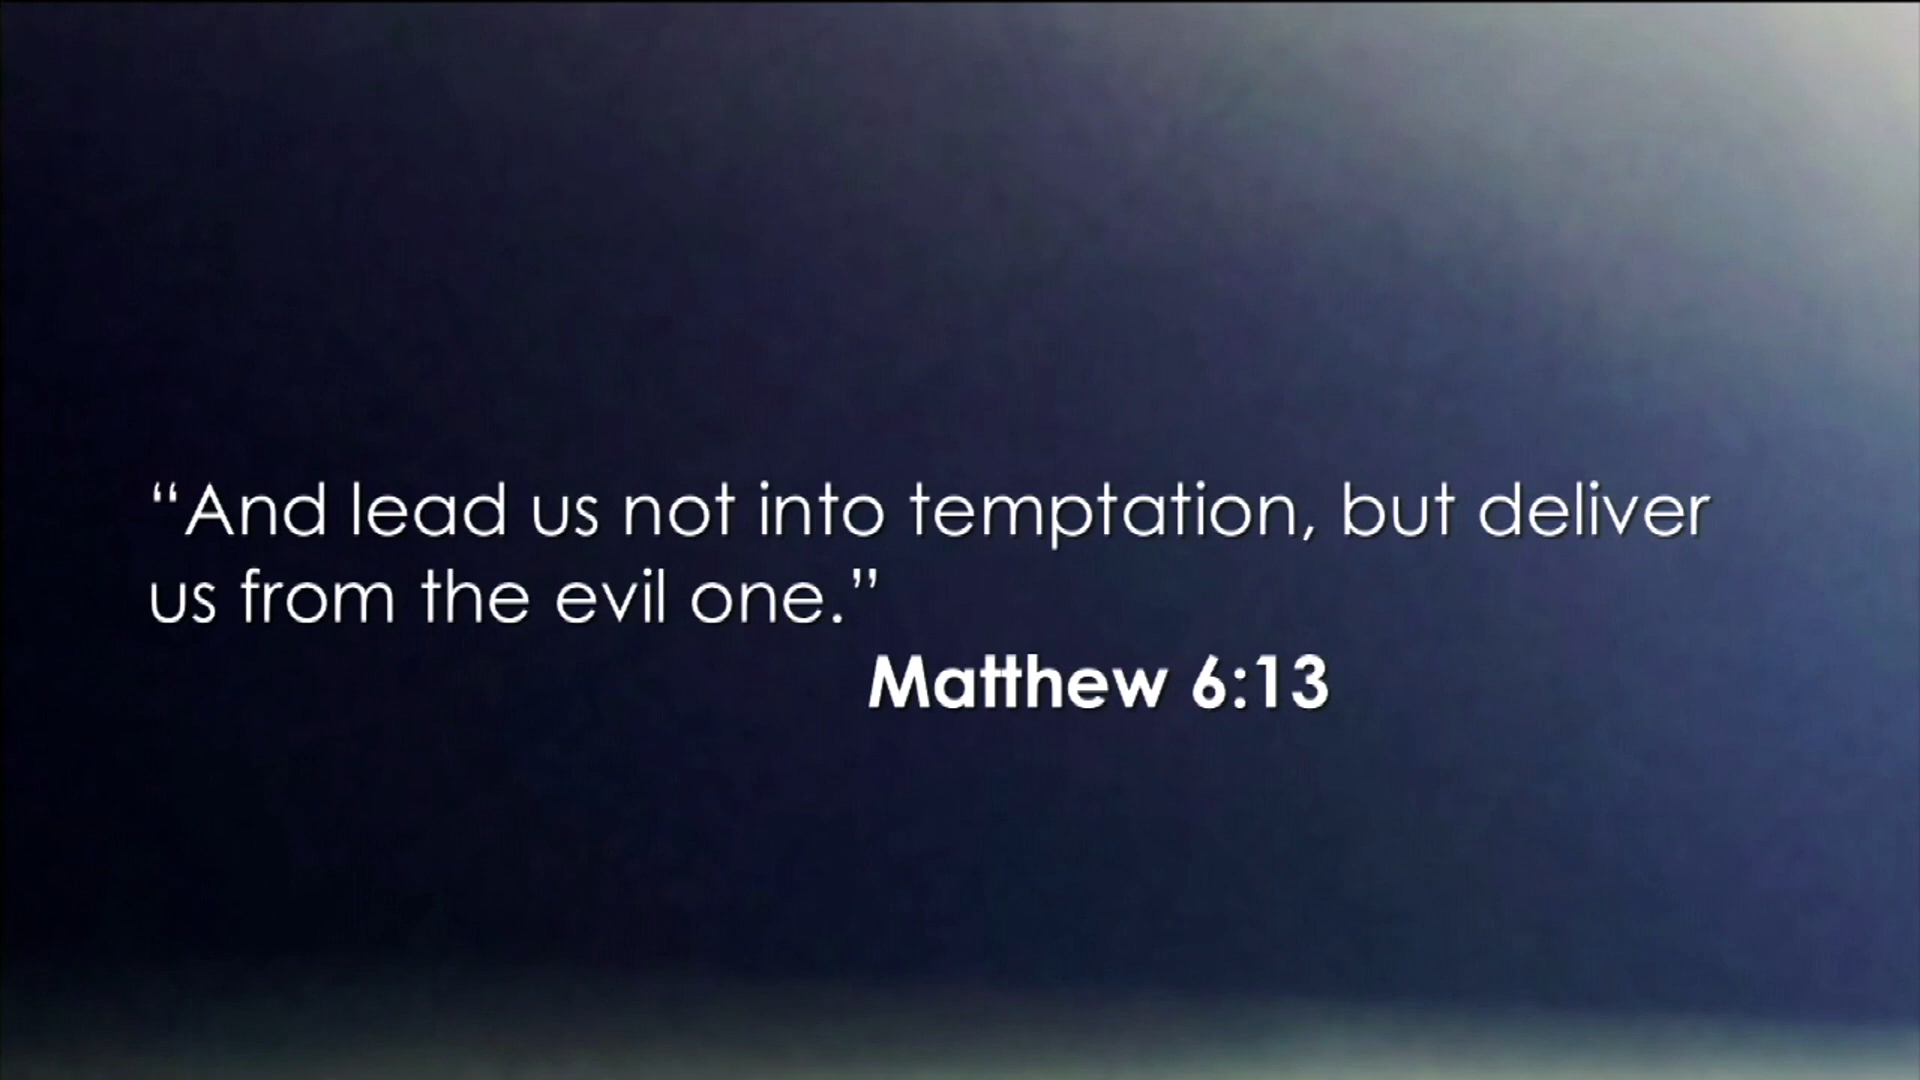 “And lead us not into temptation, but deliver
us from the evil one.”
Matthew 6:13